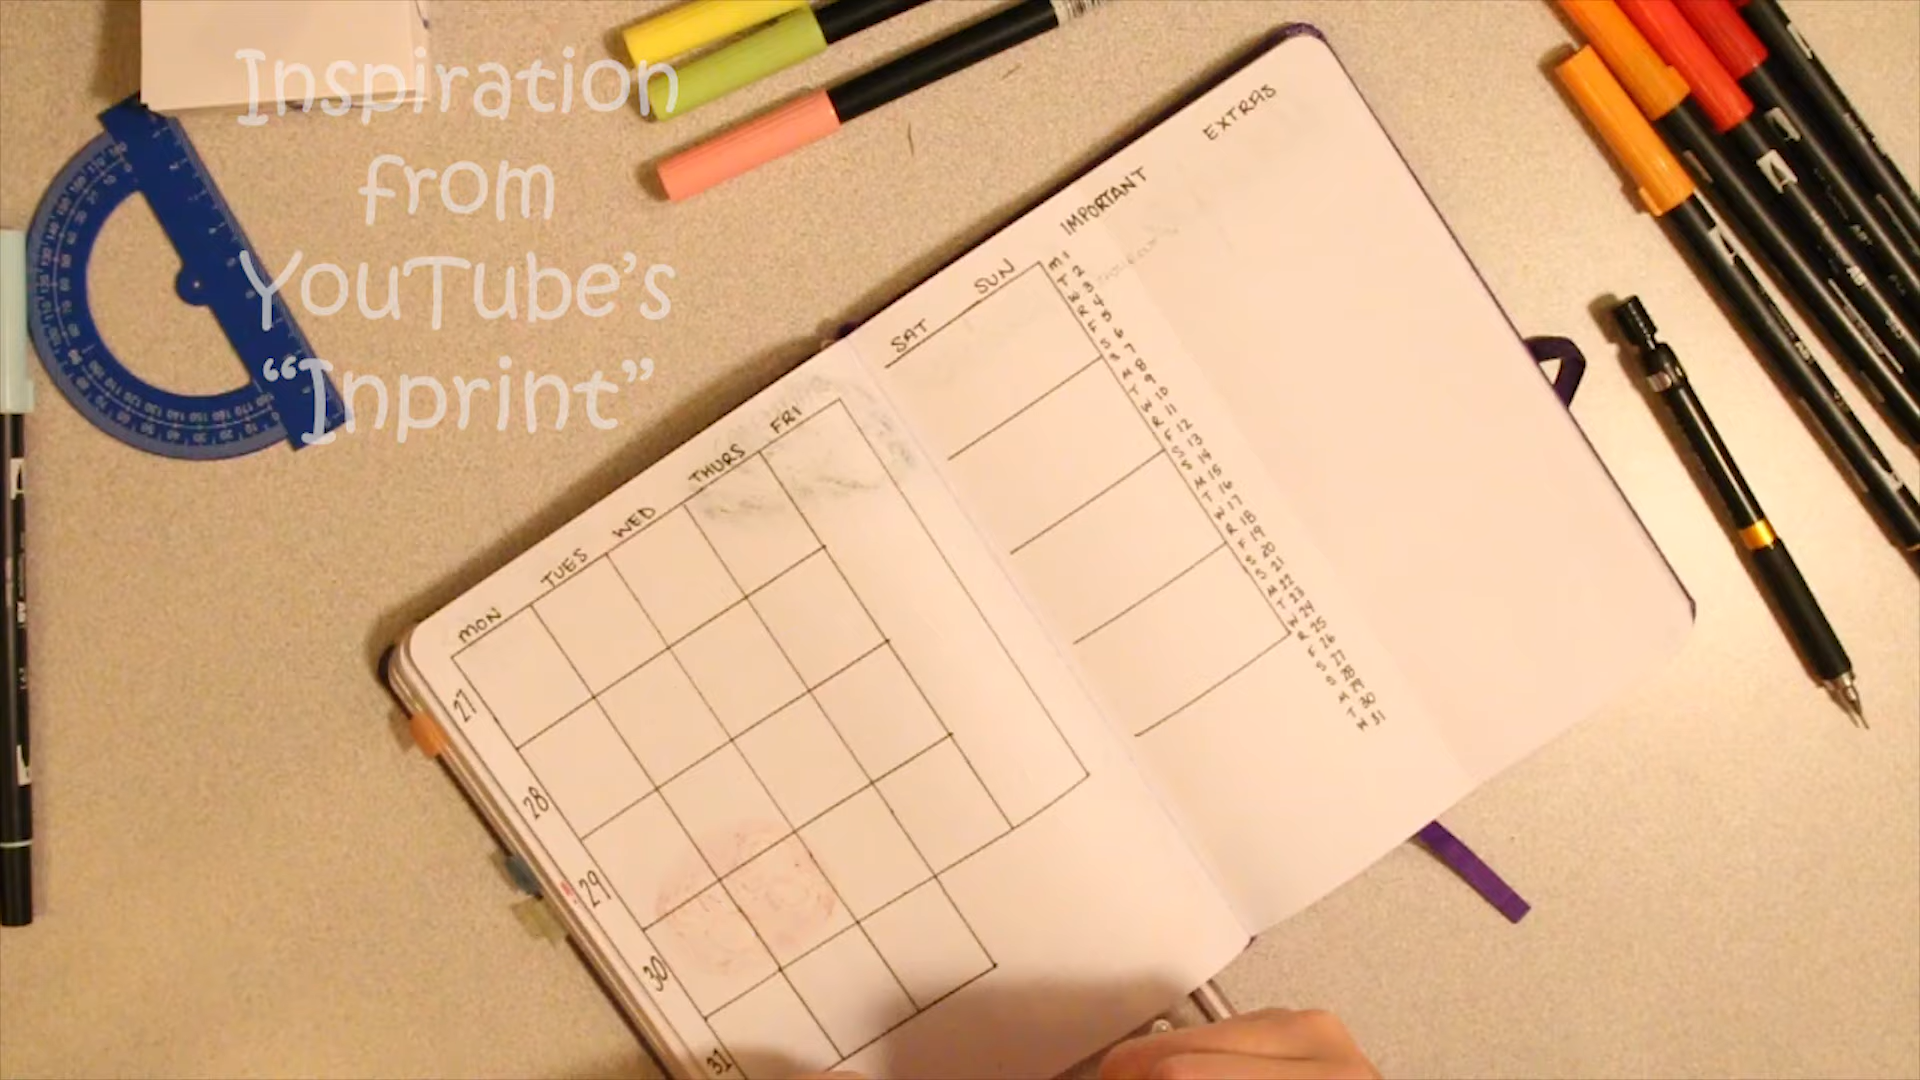 Inspiration
from
YouTube's
“Inprint”
MON
TUES
WED
THURS
FRI
SAT
SUN
IMPORTANT
EXTRAS
27
28
29
30
31
M 1
T 2
W 3
R 4
F 5
S 6
S 7
M 8
T 9
W 10
R 11
F 12
S 13
S 14
M 15
T 16
W 17
R 18
F 19
S 20
S 21
M 22
T 23
W 24
R 25
F 26
S 27
S 28
M 29
T 30
W 31